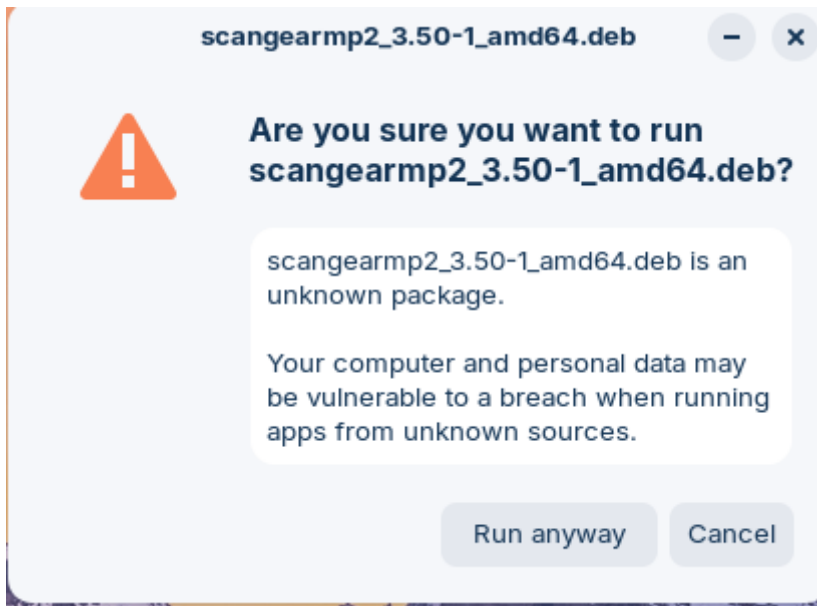 scangearmp2_3.50-1_amd64.deb
Are you sure you want to run
scangearmp2_3.50-1_amd64.deb?
scangearmp2_3.50-1_amd64.deb is an
unknown package.
Your computer and personal data may
be vulnerable to a breach when running
apps from unknown sources.
Run anyway Cancel